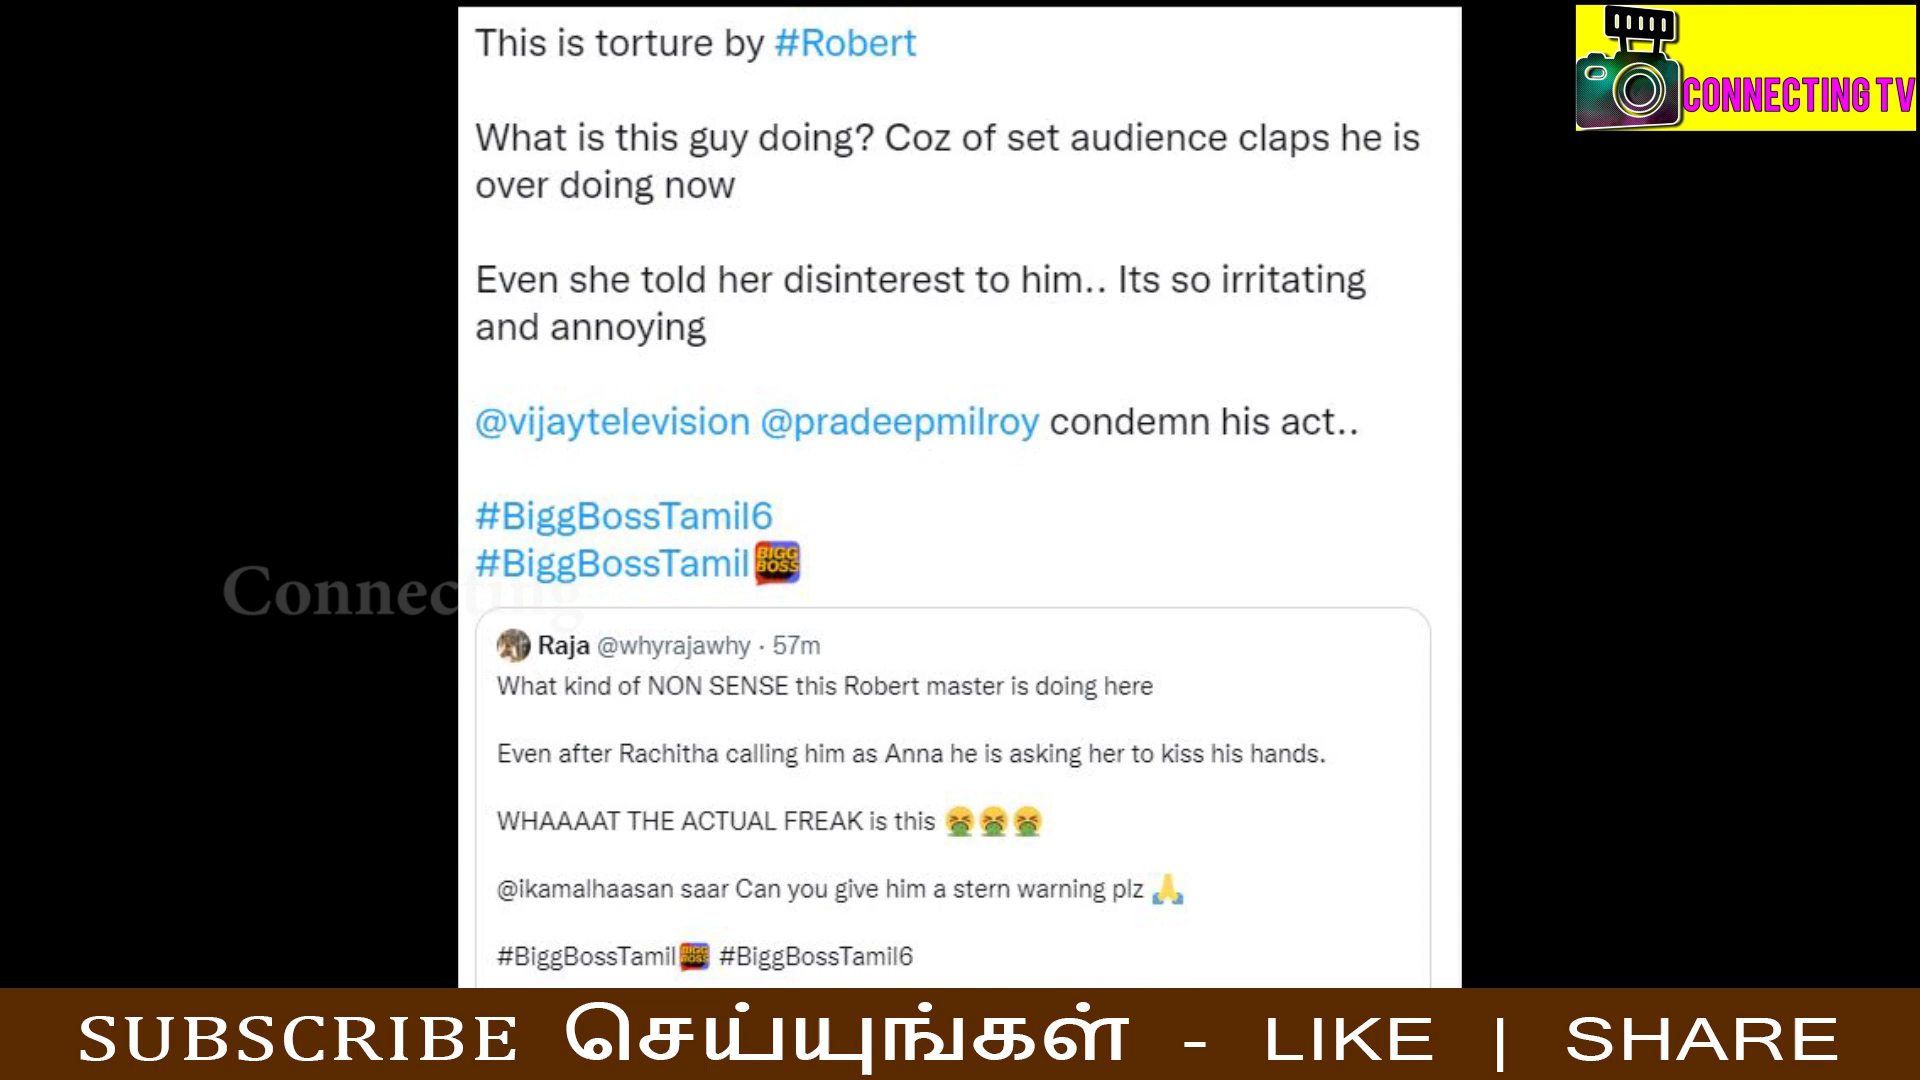 This is torture by #Robert
CONNECTING TV
What is this guy doing? Coz of set audience claps he is
over doing now
Even she told her disinterest to him.. Its so irritating
and annoying
@vijaytelevision @pradeepmilroy condemn his act..
#BiggBossTamil6
#BiggBossTamil BIGG BOSS
Connecting
Raja @whyrajawhy · 57m
What kind of NON SENSE this Robert master is doing here
Even after Rachitha calling him as Anna he is asking her to kiss his hands.
WHAAAAT THE ACTUAL FREAK is this 🤮🤮🤮
@ikamalhaasan saar Can you give him a stern warning plz 🙏
#BiggBossTamil BIGG BOSS #BiggBossTamil6
SUBSCRIBE செய்யுங்கள் - LIKE | SHARE